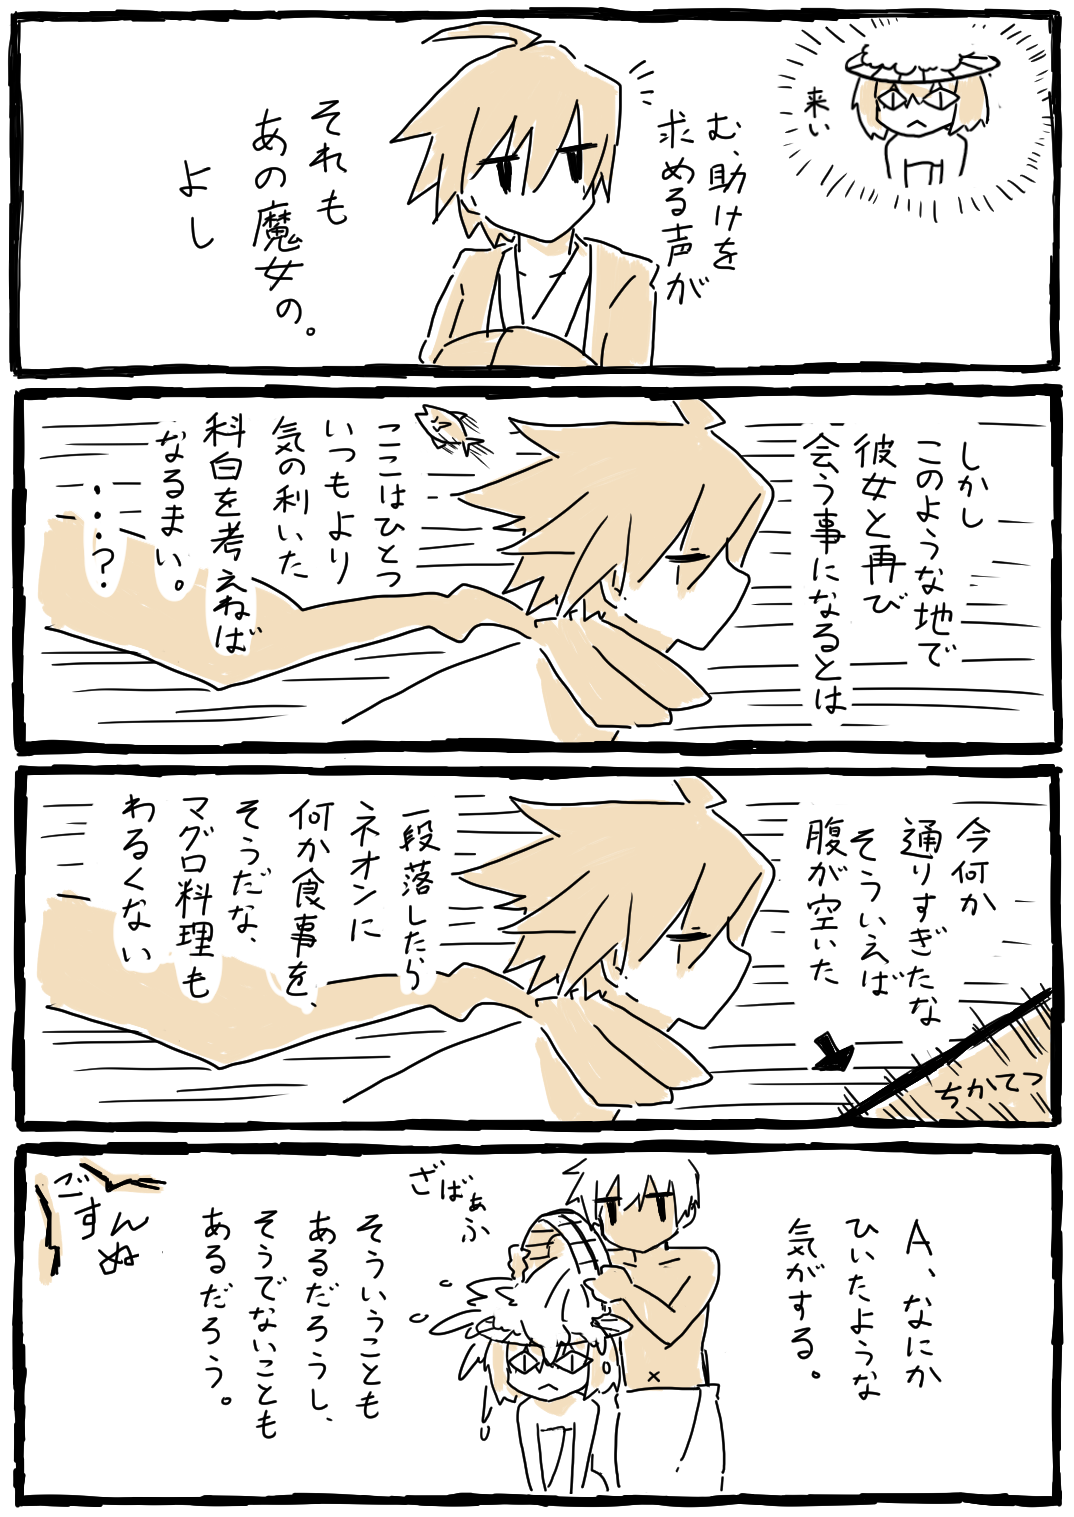 来い
む、助けを
求める声が
それも
あの魔女の。
よし
しかし
このような地で
彼女と再び
会う事になるとは
ここはひとつ
いつもより
気の利いた
科白を考えねば
なるまい。
・・・?
今何か
通りすぎたな
そういえば
腹が空いた
ちかてつ
一段落したら
ネオンに
何か食事を、
そうだな、
マグロ料理も
わるくない
A、なにか
ひいたような
気がする。
ざばぁふ
そういうことも
あるだろうし、
そうでないことも
あるだろう。
ごすんぬ